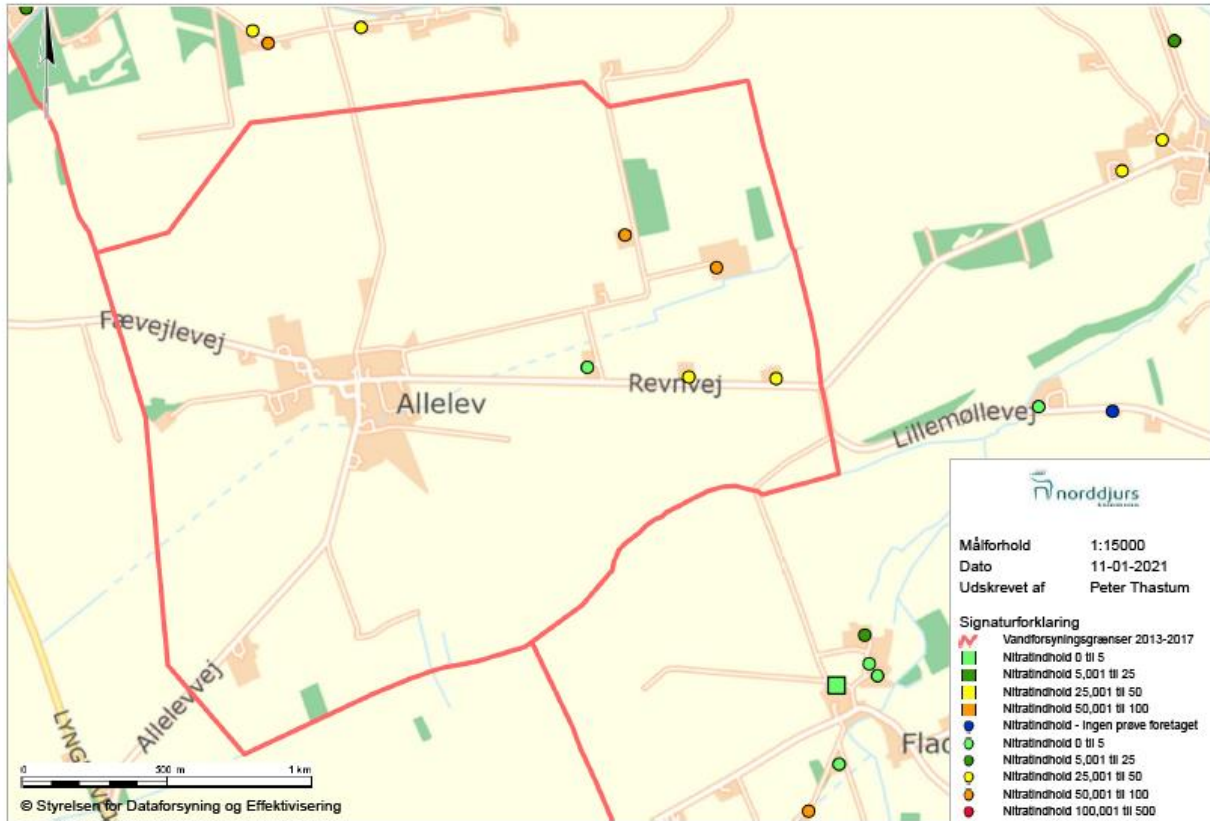 Fævejlevej
Allelev
Revnvej
Lillemøllevej
Allelevvej
Flad
norddjurs
Målforhold 1:15000
Dato 11-01-2021
Udskrevet af Peter Thastum
Signaturforklaring
Vandforsyningsgrænser 2013-2017
Nitratindhold 0 til 5
Nitratindhold 5,001 til 25
Nitratindhold 25,001 til 50
Nitratindhold 50,001 til 100
Nitratindhold - Ingen prøve foretaget
Nitratindhold 0 til 5
Nitratindhold 5,001 til 25
Nitratindhold 25,001 til 50
Nitratindhold 50,001 til 100
Nitratindhold 100,001 til 500
0 500 m 1 km
© Styrelsen for Dataforsyning og Effektivisering